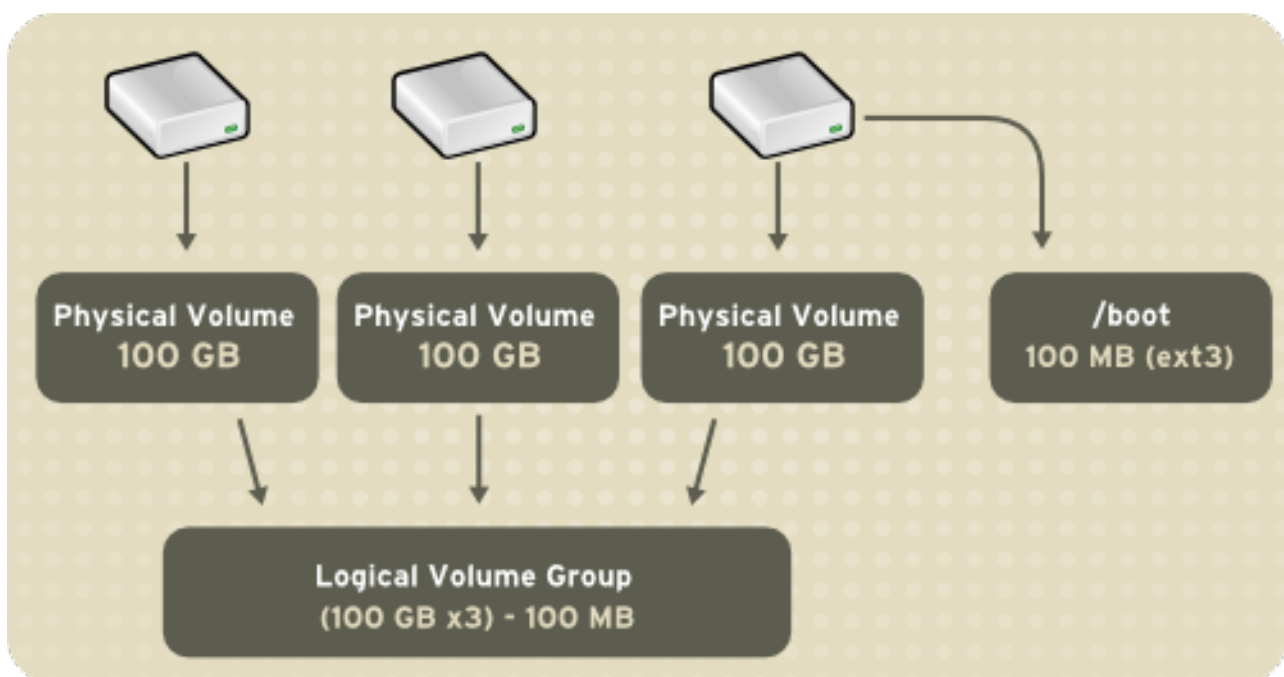 Physical Volume
100 GB
Physical Volume
100 GB
Physical Volume
100 GB
/boot
100 MB (ext3)
Logical Volume Group
(100 GB x3) - 100 MB